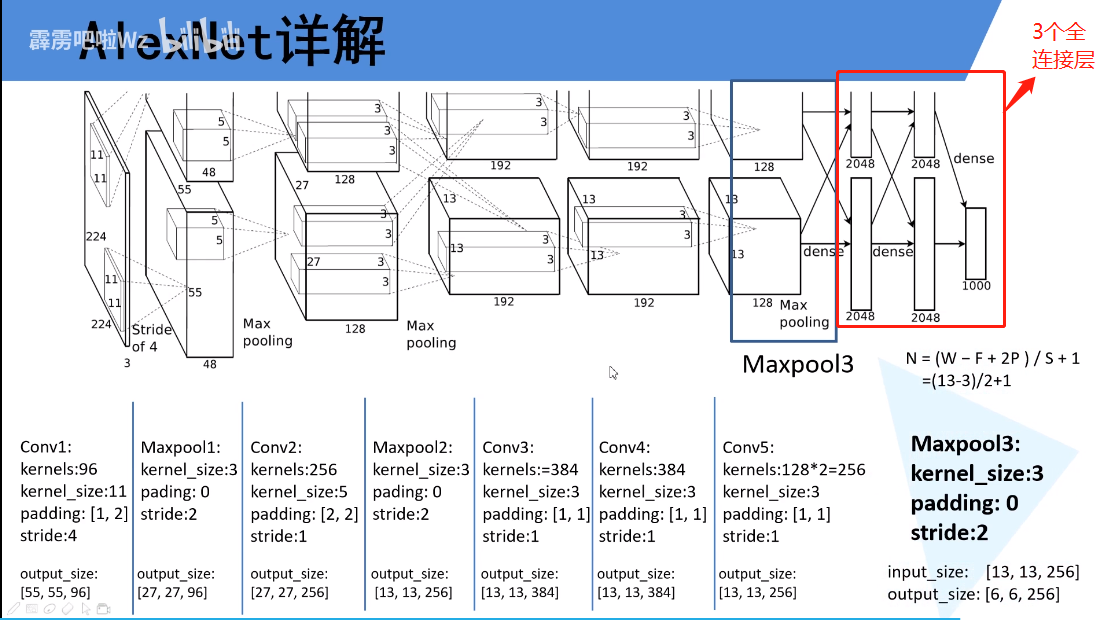 AlexNet详解
霹雳吧啦Wz bilibili
3个全
连接层
11
11
5
5
48
55
224
11
11
224
3
Stride
of 4
5
5
55
48
Max
pooling
3
3
3
128
27
3
3
27
3
3
128
Max
pooling
3
3
192
13
13
3
3
192
3
3
192
13
13
3
3
192
128
13
13
128
Max
pooling
2048
2048
dense
dense
dense
2048
2048
1000
Maxpool3
N = (W − F + 2P ) / S + 1
=(13-3)/2+1
Conv1:
kernels:96
kernel_size:11
padding: [1, 2]
stride:4
output_size:
[55, 55, 96]
Maxpool1:
kernel_size:3
pading: 0
stride:2
output_size:
[27, 27, 96]
Conv2:
kernels:256
kernel_size:5
padding: [2, 2]
stride:1
output_size:
[27, 27, 256]
Maxpool2:
kernel_size:3
pading: 0
stride:2
output_size:
[13, 13, 256]
Conv3:
kernels:=384
kernel_size:3
padding: [1, 1]
stride:1
output_size:
[13, 13, 384]
Conv4:
kernels:384
kernel_size:3
padding: [1, 1]
stride:1
output_size:
[13, 13, 384]
Conv5:
kernels:128*2=256
kernel_size:3
padding: [1, 1]
stride:1
output_size:
[13, 13, 256]
Maxpool3:
kernel_size:3
padding: 0
stride:2
input_size: [13, 13, 256]
output_size: [6, 6, 256]